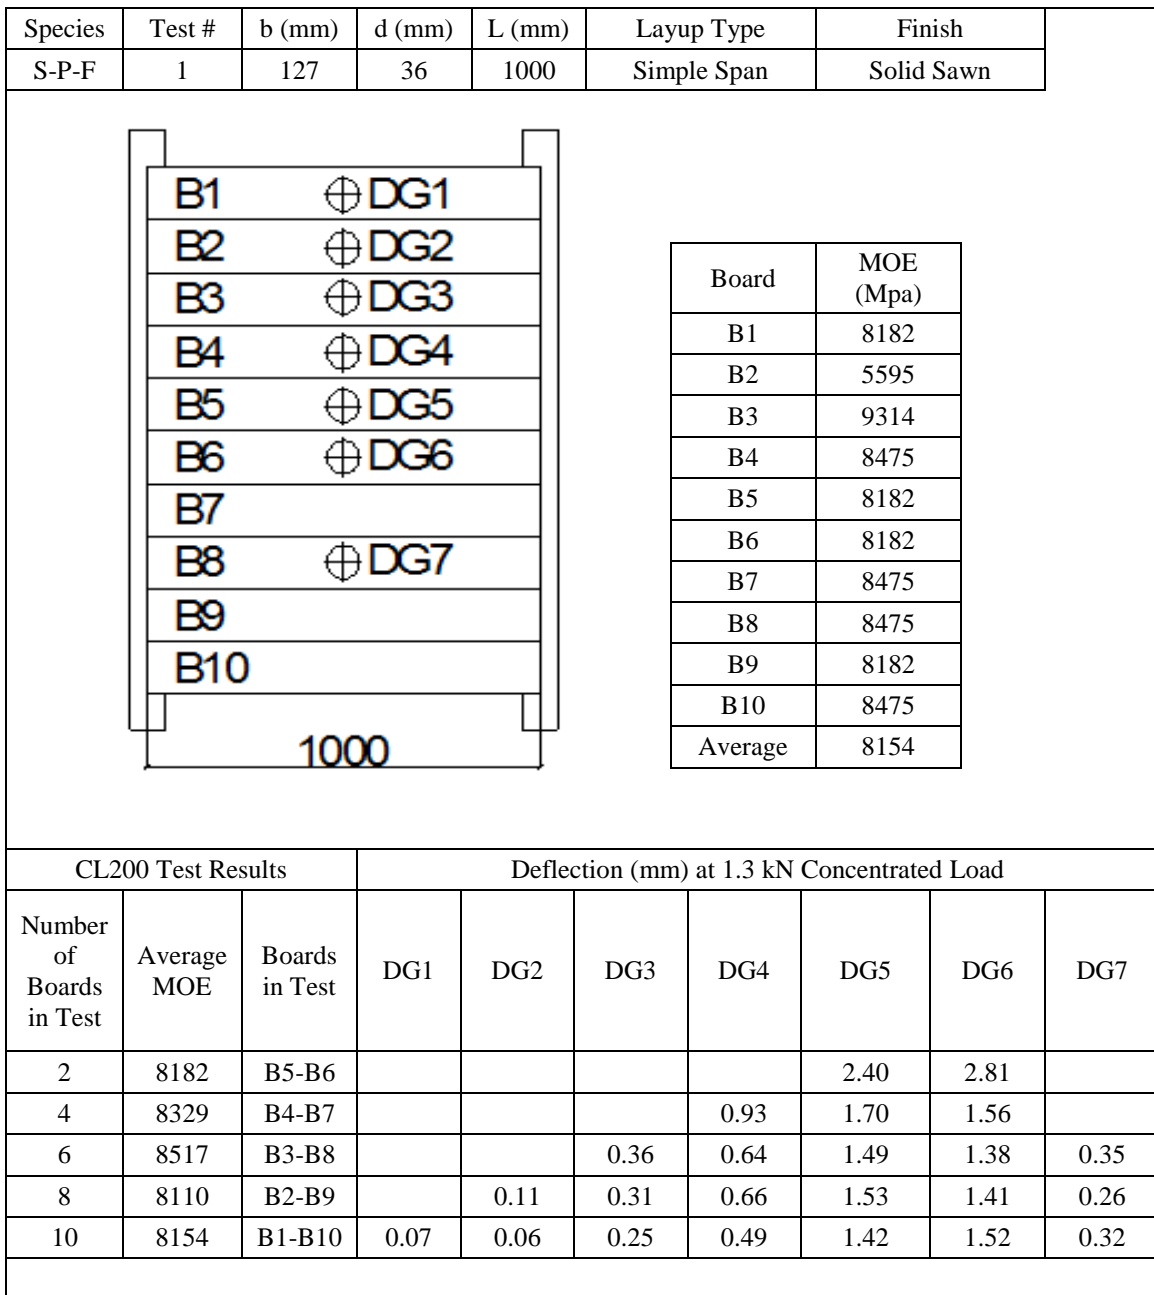 Species Test # b (mm) d (mm) L (mm) Layup Type Finish
S-P-F 1 127 36 1000 Simple Span Solid Sawn
B1 DG1
B2 DG2
B3 DG3
B4 DG4
B5 DG5
B6 DG6
B7
B8 DG7
B9
B10
1000
Board MOE (Mpa)
B1 8182
B2 5595
B3 9314
B4 8475
B5 8182
B6 8182
B7 8475
B8 8475
B9 8182
B10 8475
Average 8154
CL200 Test Results Deflection (mm) at 1.3 kN Concentrated Load
Number of Boards in Test Average MOE Boards in Test DG1 DG2 DG3 DG4 DG5 DG6 DG7
2 8182 B5-B6 2.40 2.81
4 8329 B4-B7 0.93 1.70 1.56
6 8517 B3-B8 0.36 0.64 1.49 1.38 0.35
8 8110 B2-B9 0.11 0.31 0.66 1.53 1.41 0.26
10 8154 B1-B10 0.07 0.06 0.25 0.49 1.42 1.52 0.32